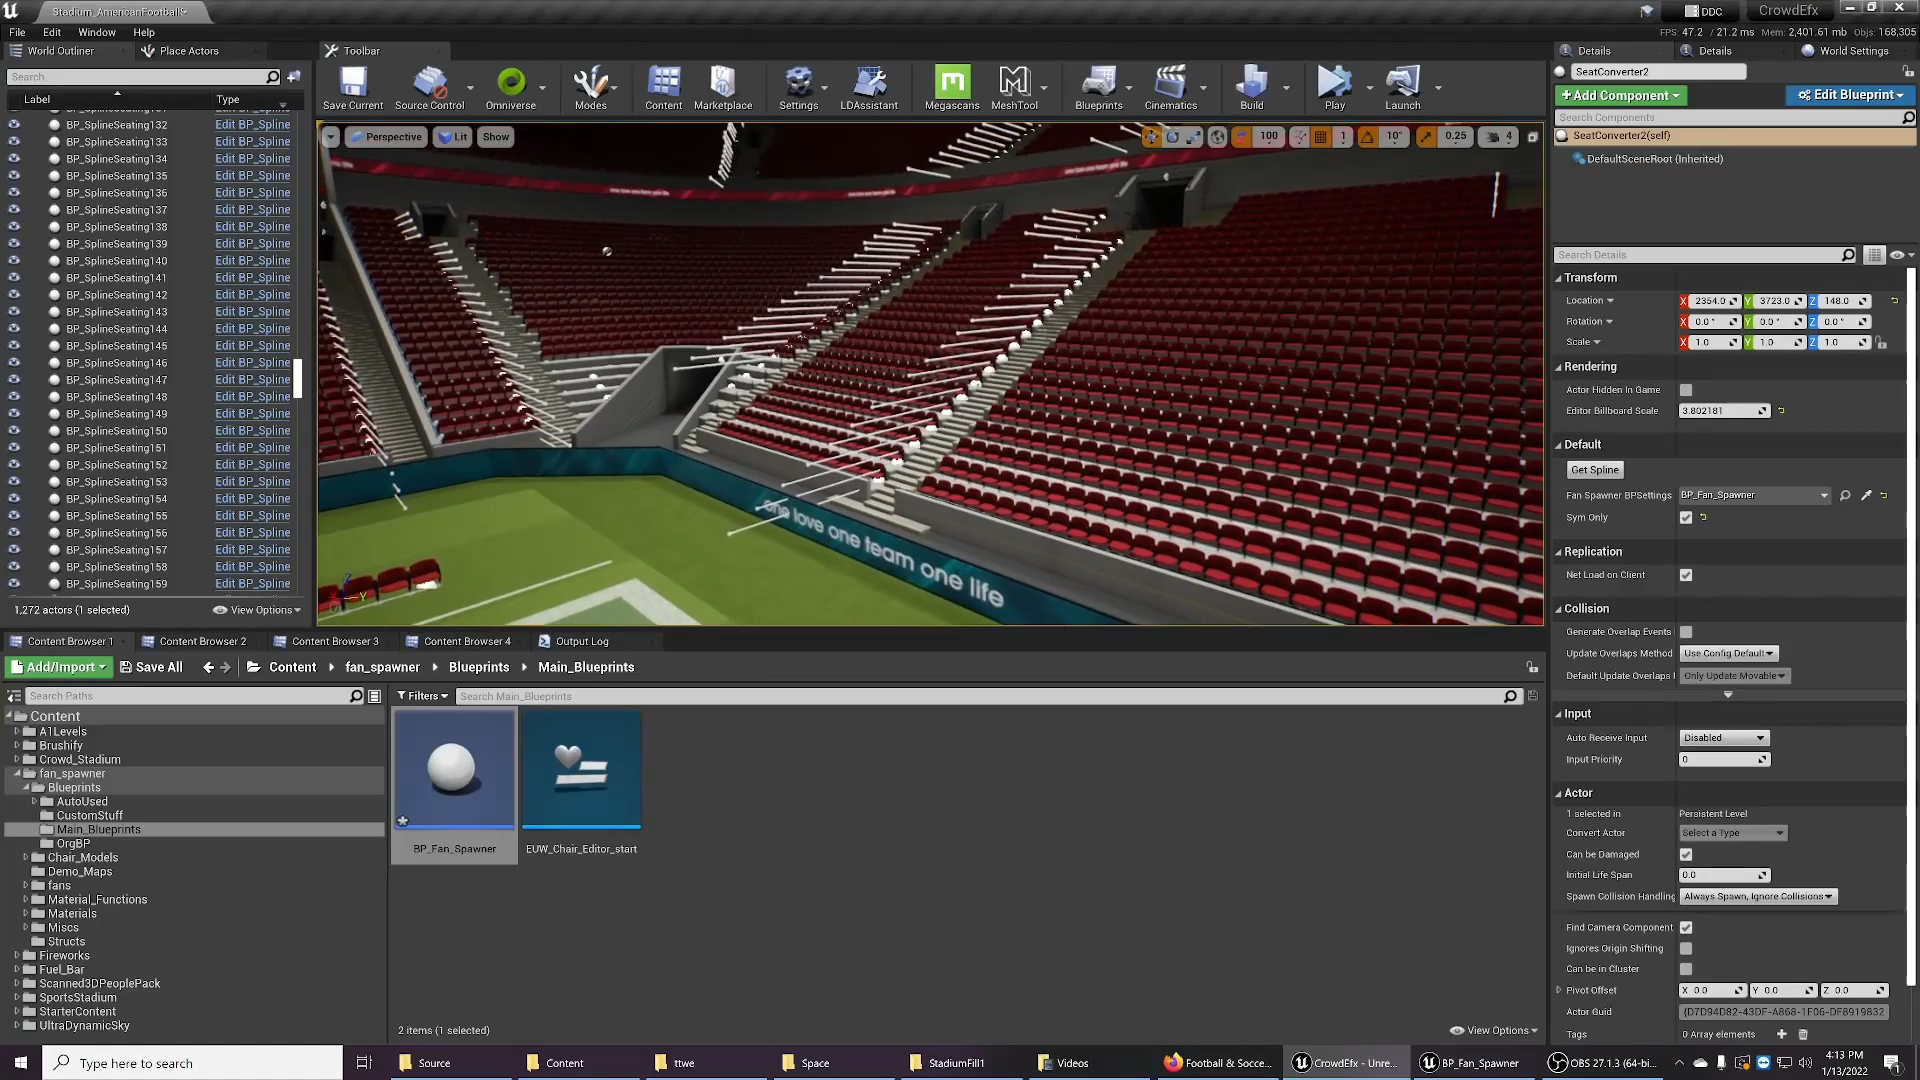 Stadium_AmericanFootball*
DDC
CrowdEfx
File Edit Window Help
FPS: 47.2 / 21.2 ms Mem: 2,401.61 mb Objs: 168,305
World Outliner
Place Actors
Toolbar
Details
Details
World Settings
Search...
SeatConverter2
Label
Type
Save Current
Source Control
Omniverse
Modes
Content
Marketplace
Settings
LDAssistant
Megascans
MeshTool
Blueprints
Cinematics
Build
Play
Launch
+Add Component
Edit Blueprint
Search Components
SeatConverter2(self)
DefaultSceneRoot (Inherited)
BP_SplineSeating132 Edit BP_Spline
BP_SplineSeating133 Edit BP_Spline
BP_SplineSeating134 Edit BP_Spline
BP_SplineSeating135 Edit BP_Spline
BP_SplineSeating136 Edit BP_Spline
BP_SplineSeating137 Edit BP_Spline
BP_SplineSeating138 Edit BP_Spline
BP_SplineSeating139 Edit BP_Spline
BP_SplineSeating140 Edit BP_Spline
BP_SplineSeating141 Edit BP_Spline
BP_SplineSeating142 Edit BP_Spline
BP_SplineSeating143 Edit BP_Spline
BP_SplineSeating144 Edit BP_Spline
BP_SplineSeating145 Edit BP_Spline
BP_SplineSeating146 Edit BP_Spline
BP_SplineSeating147 Edit BP_Spline
BP_SplineSeating148 Edit BP_Spline
BP_SplineSeating149 Edit BP_Spline
BP_SplineSeating150 Edit BP_Spline
BP_SplineSeating151 Edit BP_Spline
BP_SplineSeating152 Edit BP_Spline
BP_SplineSeating153 Edit BP_Spline
BP_SplineSeating154 Edit BP_Spline
BP_SplineSeating155 Edit BP_Spline
BP_SplineSeating156 Edit BP_Spline
BP_SplineSeating157 Edit BP_Spline
BP_SplineSeating158 Edit BP_Spline
BP_SplineSeating159 Edit BP_Spline
1,272 actors (1 selected)
View Options
Perspective
Lit
Show
100
1
10°
0.25
4
one love one team one life
Search Details
Transform
Location X 2354.0 Y 3723.0 Z 148.0
Rotation X 0.0 ° Y 0.0 ° Z 0.0 °
Scale X 1.0 Y 1.0 Z 1.0
Rendering
Actor Hidden In Game
Editor Billboard Scale 3.802181
Default
Get Spline
Fan Spawner BPSettings BP_Fan_Spawner
Sym Only
Replication
Net Load on Client
Collision
Generate Overlap Events
Update Overlaps Method Use Config Default
Default Update Overlaps Only Update Movable
Input
Auto Receive Input Disabled
Input Priority 0
Actor
1 selected in Persistent Level
Convert Actor Select a Type
Can be Damaged
Initial Life Span 0.0
Spawn Collision Handling Always Spawn, Ignore Collisions
Find Camera Component
Ignores Origin Shifting
Can be in Cluster
Pivot Offset X 0.0 Y 0.0 Z 0.0
Actor Guid {D7D94D82-43DF-A868-1F06-DF8919832
Tags 0 Array elements
Content Browser 1
Content Browser 2
Content Browser 3
Content Browser 4
Output Log
Add/Import
Save All
Content
fan_spawner
Blueprints
Main_Blueprints
Search Paths
Filters
Search Main_Blueprints
Content
A1Levels
Brushify
Crowd_Stadium
fan_spawner
Blueprints
AutoUsed
CustomStuff
Main_Blueprints
OrgBP
Chair_Models
Demo_Maps
fans
Material_Functions
Materials
Miscs
Structs
Fireworks
Fuel_Bar
Scanned3DPeoplePack
SportsStadium
StarterContent
UltraDynamicSky
BP_Fan_Spawner
EUW_Chair_Editor_start
2 items (1 selected)
View Options
Type here to search
Source
Content
ttwe
Space
StadiumFill1
Videos
Football & Socce...
CrowdEfx - Unre...
BP_Fan_Spawner
OBS 27.1.3 (64-bi...
4:13 PM
1/13/2022
1